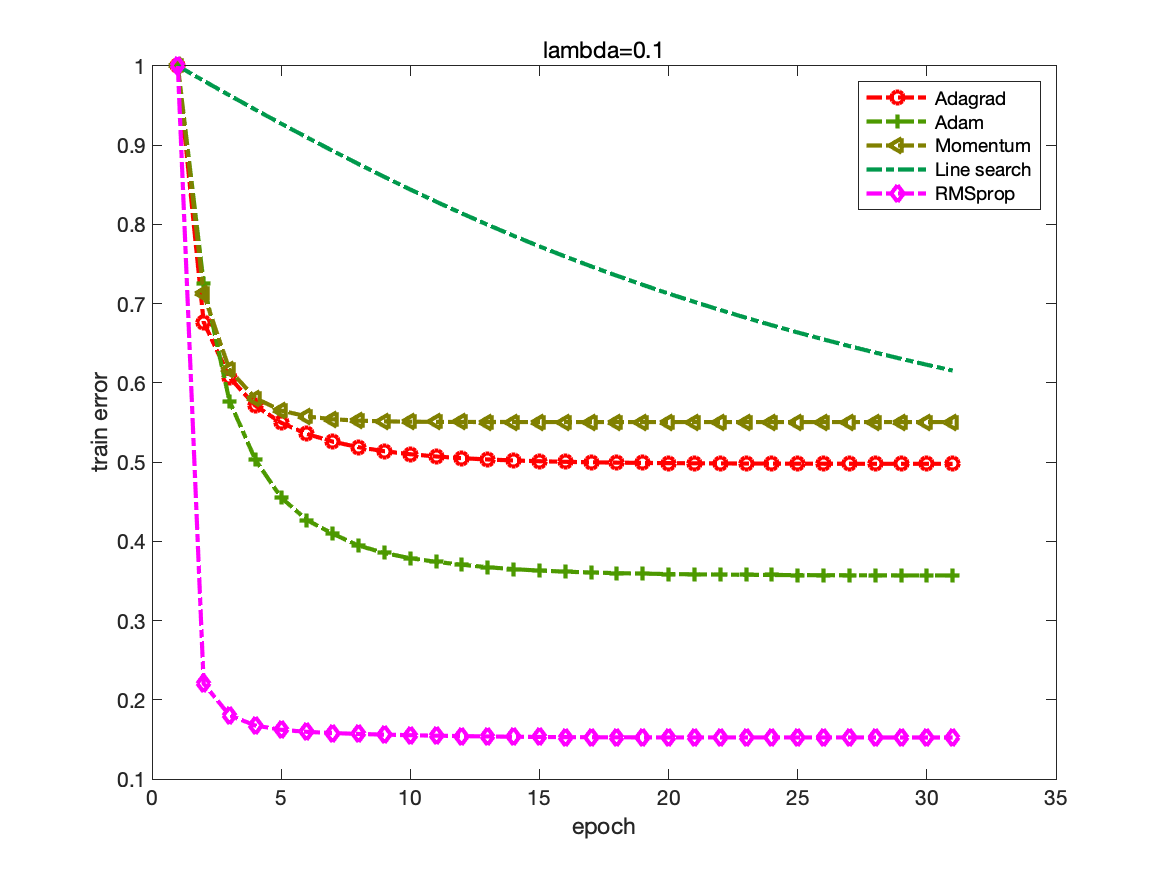 lambda=0.1
1
0.9
0.8
0.7
0.6
0.5
0.4
0.3
0.2
0.1
train error
Adagrad
Adam
Momentum
Line search
RMSprop
0 5 10 15 20 25 30 35
epoch